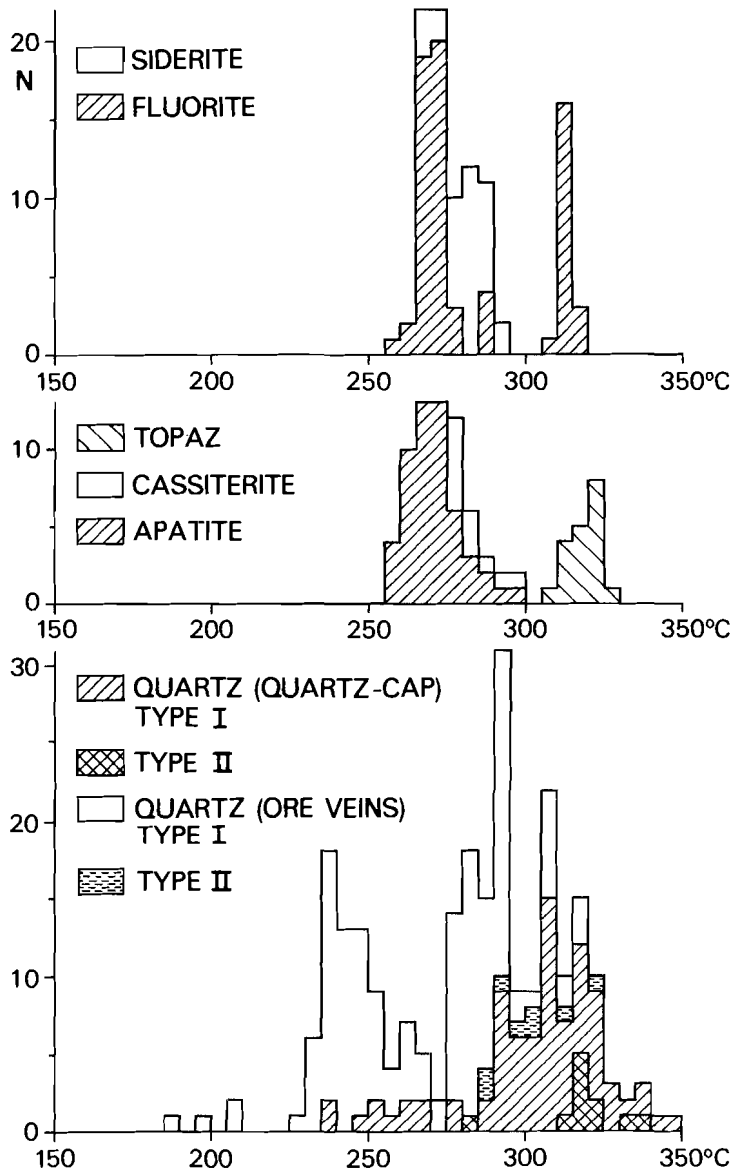 20
N
10
0
SIDERITE
FLUORITE
150 200 250 300 350°C
10
0
TOPAZ
CASSITERITE
APATITE
150 200 250 300 350°C
30
20
10
0
QUARTZ (QUARTZ-CAP)
TYPE I
TYPE II
QUARTZ (ORE VEINS)
TYPE I
TYPE II
150 200 250 300 350°C